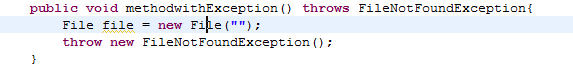 public void methodwithException() throws FileNotFoundException{
File file = new File("");
throw new FileNotFoundException();
}